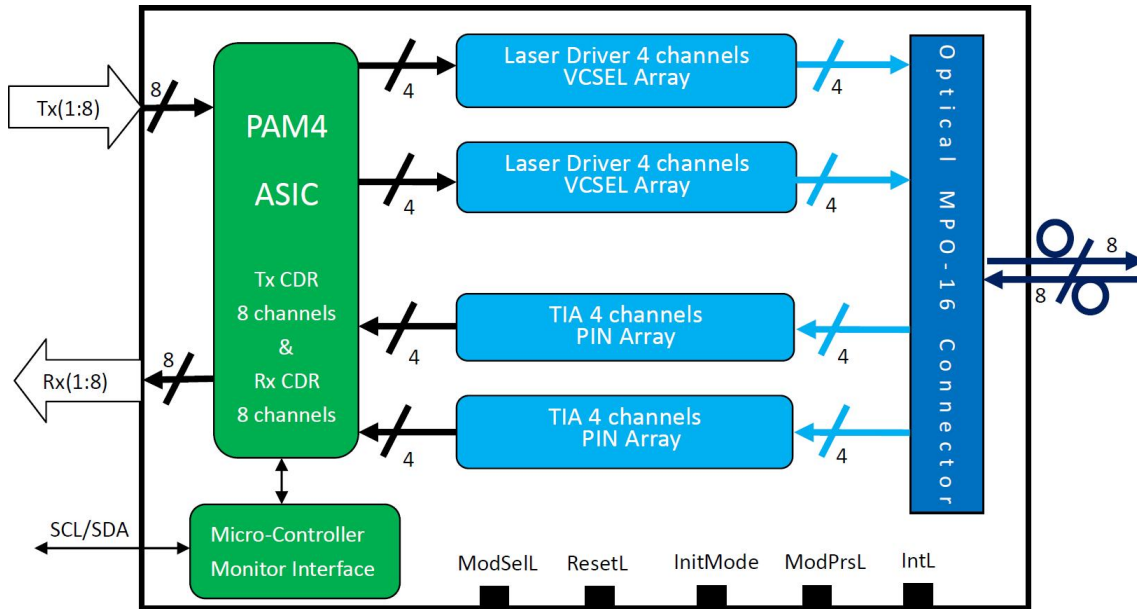 Tx(1:8)
8
PAM4
ASIC
Tx CDR
8 channels
&
Rx CDR
8 channels
8
Rx(1:8)
4
Laser Driver 4 channels
VCSEL Array
4
4
Laser Driver 4 channels
VCSEL Array
4
4
TIA 4 channels
PIN Array
4
4
TIA 4 channels
PIN Array
4
Optical MPO-16 Connector
8
8
SCL/SDA
Micro-Controller
Monitor Interface
ModSelL
ResetL
InitMode
ModPrsL
IntL